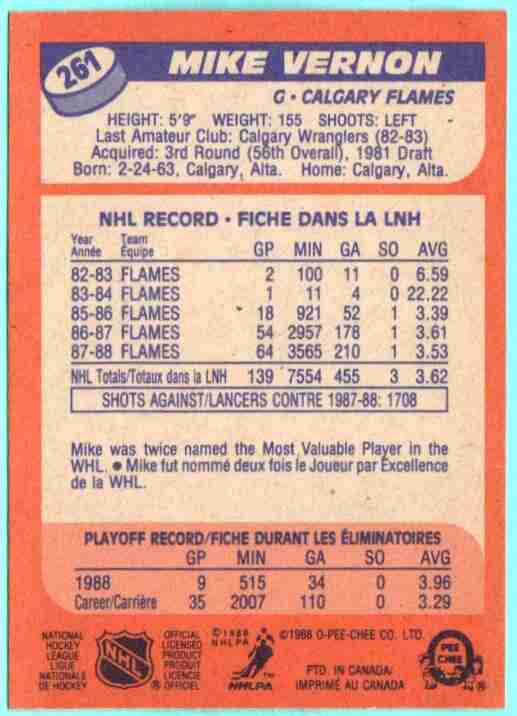 261
MIKE VERNON
G • CALGARY FLAMES
HEIGHT: 5'9" WEIGHT: 155 SHOOTS: LEFT
Last Amateur Club: Calgary Wranglers (82-83)
Acquired: 3rd Round (56th Overall), 1981 Draft
Born: 2-24-63, Calgary, Alta. Home: Calgary, Alta.
NHL RECORD • FICHE DANS LA LNH
Year Team
Année Équipe GP MIN GA SO AVG
82-83 FLAMES 2 100 11 0 6.59
83-84 FLAMES 1 11 4 0 22.22
85-86 FLAMES 18 921 52 1 3.39
86-87 FLAMES 54 2957 178 1 3.61
87-88 FLAMES 64 3565 210 1 3.53
NHL Totals/Totaux dans la LNH 139 7554 455 3 3.62
SHOTS AGAINST/LANCERS CONTRE 1987-88: 1708
Mike was twice named the Most Valuable Player in the
WHL. • Mike fut nommé deux fois le Joueur par Excellence
de la WHL.
PLAYOFF RECORD/FICHE DURANT LES ÉLIMINATOIRES
GP MIN GA SO AVG
1988 9 515 34 0 3.96
Career/Carrière 35 2007 110 0 3.29
NATIONAL
HOCKEY
LEAGUE
LIGUE
NATIONALE
DE HOCKEY
NHL ®
OFFICIAL
LICENSED
PRODUCT
PRODUIT
LICENCIE
OFFICIEL
© 1988
NHLPA
NHLPA
©1988 O-PEE-CHEE CO. LTD.
PTD. IN CANADA/
IMPRIMÉ AU CANADA
O
PEE
CHEE ®